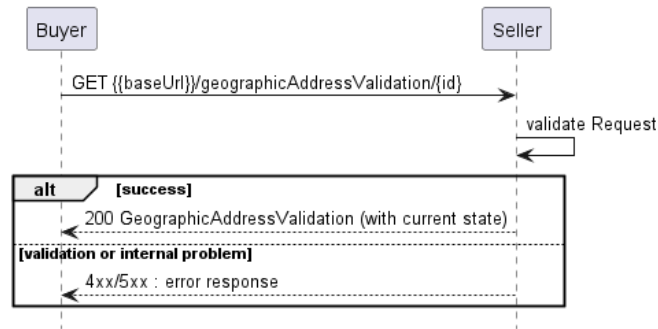 Buyer
Seller
GET {{baseUrl}}/geographicAddressValidation/{id}
validate Request
alt
[success]
200 GeographicAddressValidation (with current state)
[validation or internal problem]
4xx/5xx : error response